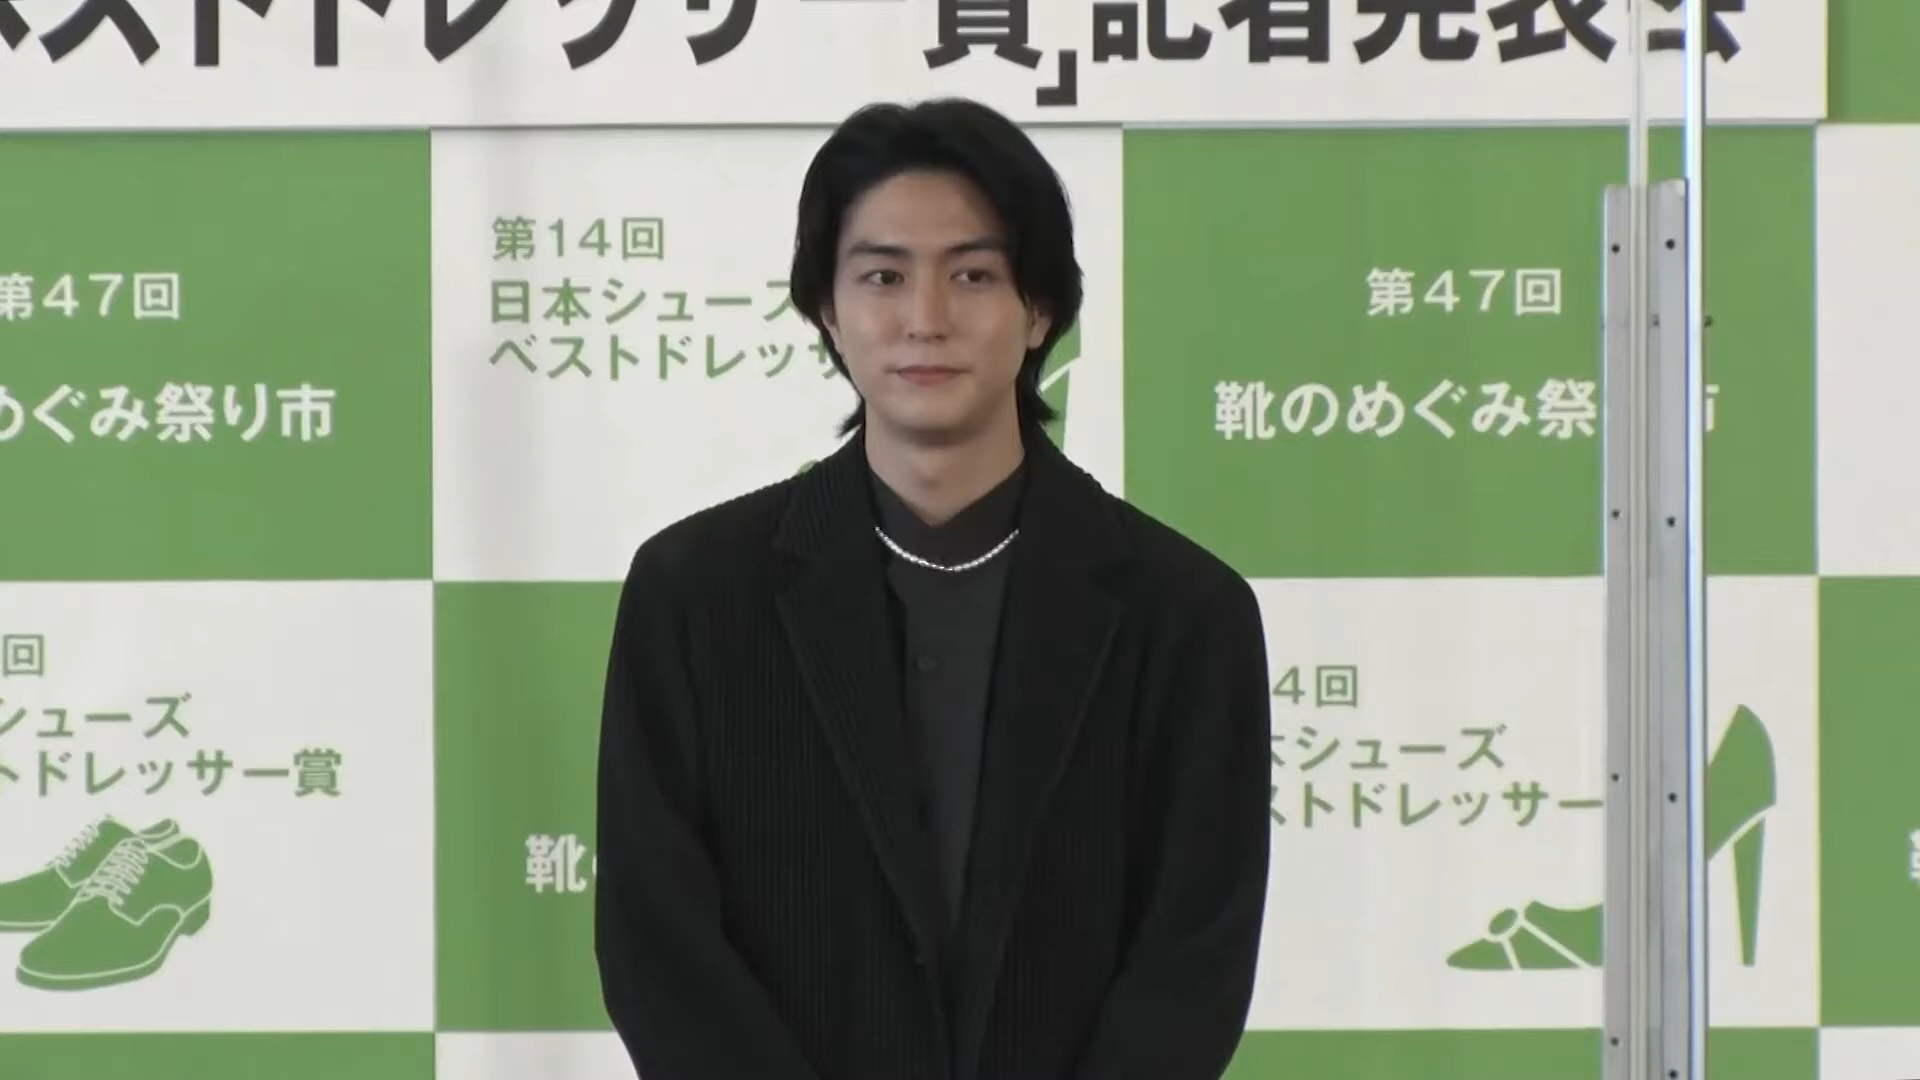 ベストドレッサー賞」記者発表会
第47回
めぐみ祭り市
第14回
日本シューズ
ベストドレッサ
第47回
靴のめぐみ祭
市
回
シューズ
トドレッサー賞
靴
4回
本シューズ
ストドレッサー